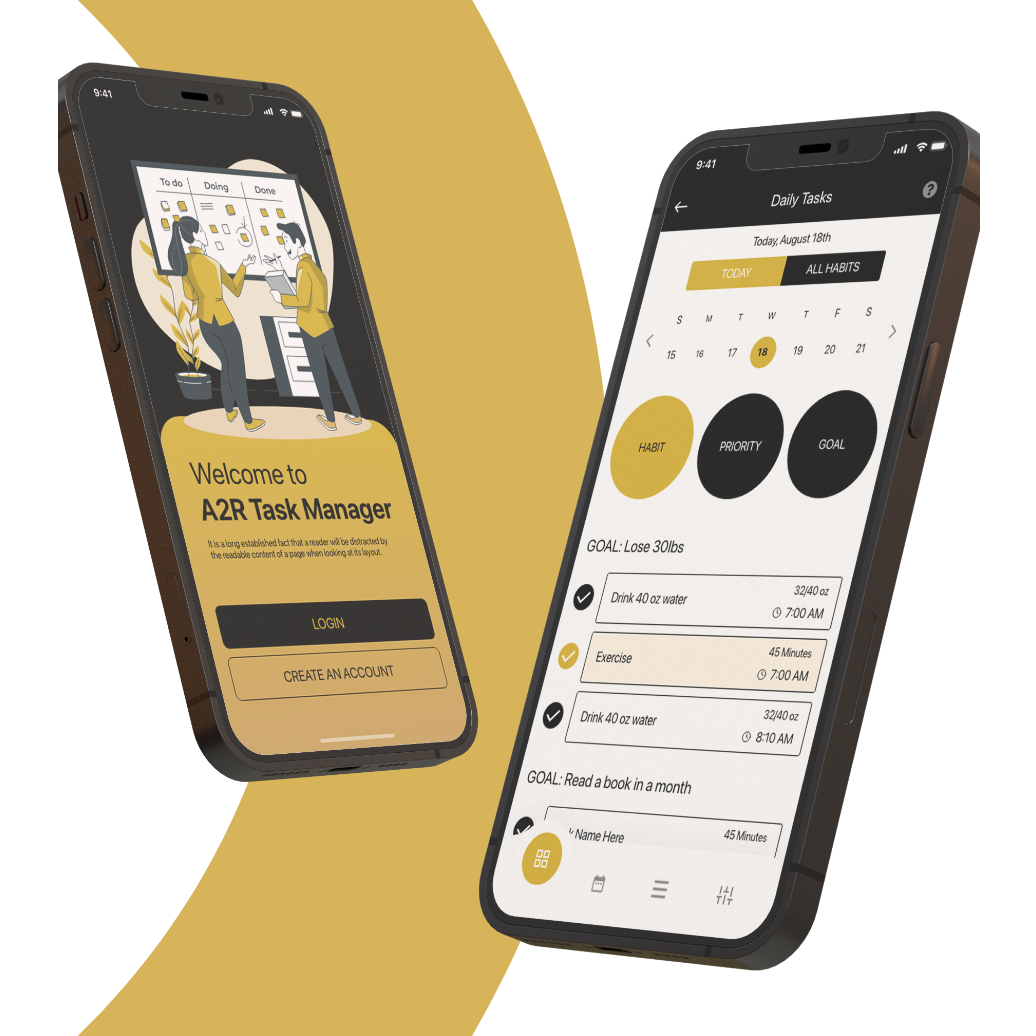 9:41
To do
Doing
Done
Welcome to
A2R Task Manager
It is a long established fact that a reader will be distracted by
the readable content of a page when looking at its layout.
LOGIN
CREATE AN ACCOUNT
9:41
Daily Tasks
?
Today, August 18th
TODAY
ALL HABITS
S M T W T F S
15 16 17 18 19 20 21
HABIT
PRIORITY
GOAL
GOAL: Lose 30lbs
Drink 40 oz water
32/40 oz
7:00 AM
Exercise
45 Minutes
7:00 AM
Drink 40 oz water
32/40 oz
8:10 AM
GOAL: Read a book in a month
Name Here
45 Minutes